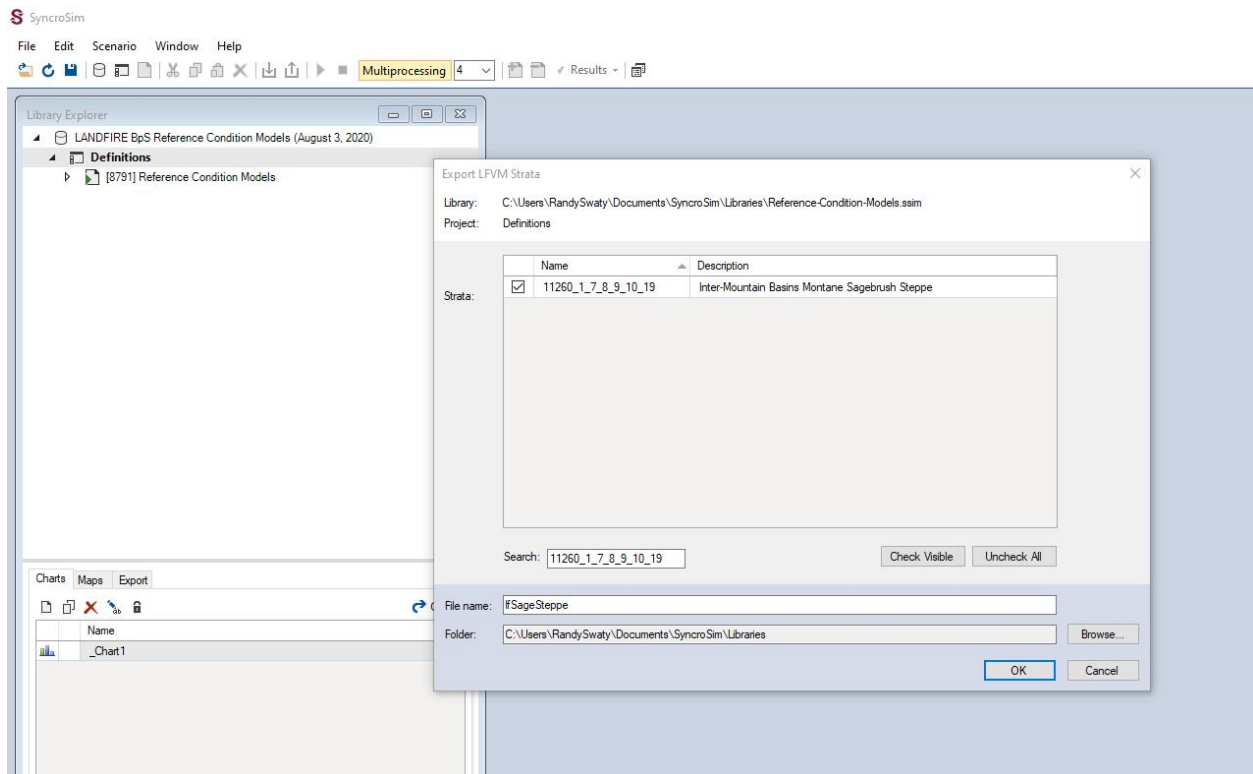 SyncroSim
File Edit Scenario Window Help
Multiprocessing 4 Results
Library Explorer
LANDFIRE BpS Reference Condition Models (August 3, 2020)
Definitions
[8791] Reference Condition Models
Export LFVM Strata
Library: C:\Users\RandySwaty\Documents\SyncroSim\Libraries\Reference-Condition-Models.ssim
Project: Definitions
Name Description
Strata: 11260_1_7_8_9_10_19 Inter-Mountain Basins Montane Sagebrush Steppe
Search: 11260_1_7_8_9_10_19 Check Visible Uncheck All
File name: lfSageSteppe
Folder: C:\Users\RandySwaty\Documents\SyncroSim\Libraries Browse...
OK Cancel
Charts Maps Export
Name
_Chart1